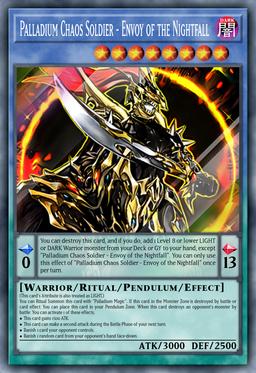 PALLADIUM CHAOS SOLDIER - ENVOY OF THE NIGHTFALL
DARK
闇
You can destroy this card, and if you do, add 1 Level 8 or lower LIGHT
or DARK Warrior monster from your Deck or GY to your hand, except
"Palladium Chaos Soldier - Envoy of the Nightfall". You can only use
this effect of "Palladium Chaos Soldier - Envoy of the Nightfall" once
per turn.
0
13
[WARRIOR/RITUAL/PENDULUM/EFFECT]
(This card's attribute is also treated as LIGHT.)
You can Ritual Summon this card with "Palladium Magic". If this card in the Monster Zone is destroyed by battle or
card effect: You can place this card in your Pendulum Zone. When this card destroys an opponent's monster by
battle: You can activate 1 of these effects;
• This card gains 1500 ATK.
• This card can make a second attack during the Battle Phase of your next turn.
• Banish 1 card your opponent controls.
• Banish 1 random card from your opponent's hand face-down.
ATK/3000 DEF/2500